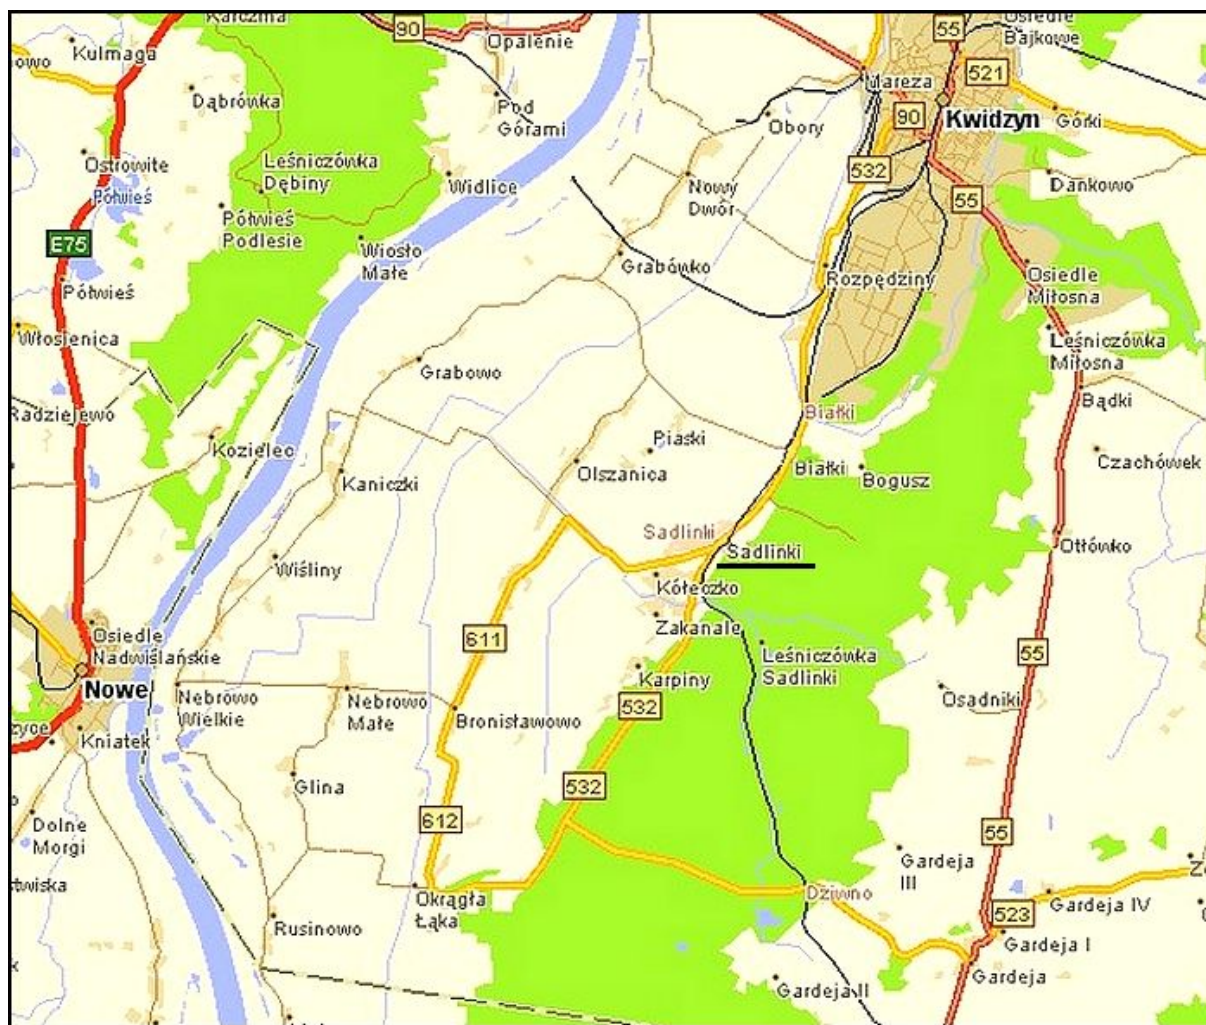 Karczma
90
Opalenie
55
Osiedle
Bajkowe
Kulmaga
owo
Dąbrówka
Pod
Górami
Mareza
521
Obory
90
Kwidzyn
Górki
Ostrowite
Półwieś
Leśniczówka
Dębiny
Widlice
532
Nowy
Dwór
Dankowo
55
Półwieś
Podlesie
E75
Wiosło
Małe
Grabówko
Rozpędziny
Osiedle
Miłosna
Półwieś
Włosienica
Leśniczówka
Miłosna
Grabowo
Bądki
Radziejewo
Białki
Kozielec
Piaski
Olszanica
Białki
Bogusz
Czachówek
Kaniczki
Sadlinki
Sadlinki
Otłówko
Wiśliny
Kółeczko
Zakanale
Osiedle
Nadwiślańskie
Nowe
611
Leśniczówka
Sadlinki
55
Karpiny
Osadniki
Nebrowo
Wielkie
Nebrowo
Małe
Bronisławowo
532
zyce
Kniatek
Glina
532
612
Dolne
Morgi
55
Gardeja
III
twiska
Okrągła
Łąka
Dziwno
Gardeja IV
523
Rusinowo
Gardeja I
Gardeja
Gardeja II